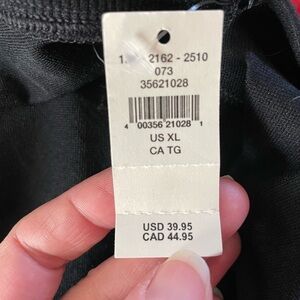 2162 - 2510
073
35621028
4 00356 21028 1
US XL
CA TG
USD 39.95
CAD 44.95